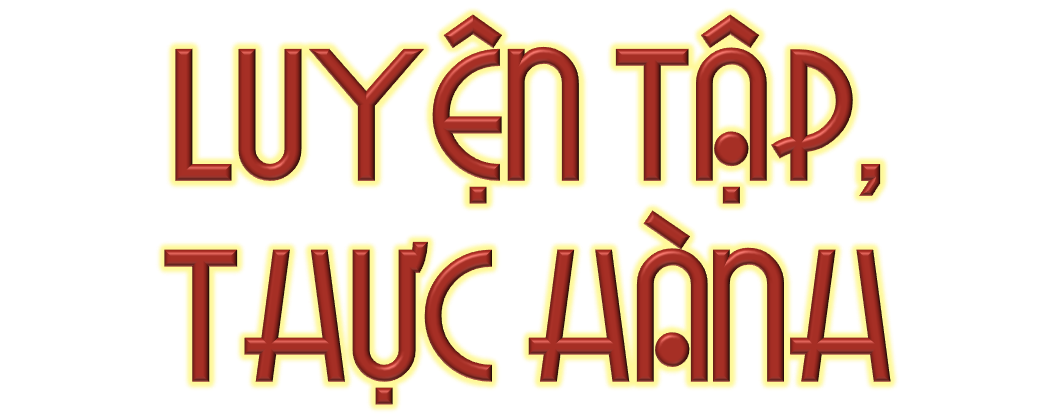 LUYỆN TẬP,
THỰC HÀNH